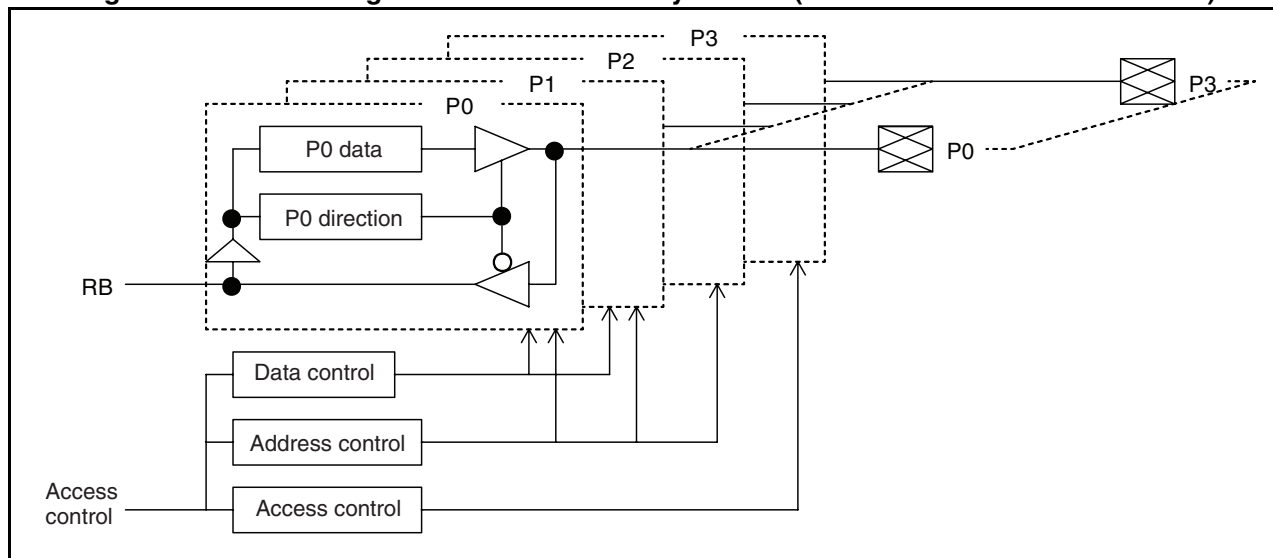 P3
P2
P1
P0
P0 data
P0 direction
RB
P3
P0
Data control
Address control
Access control
Access
control